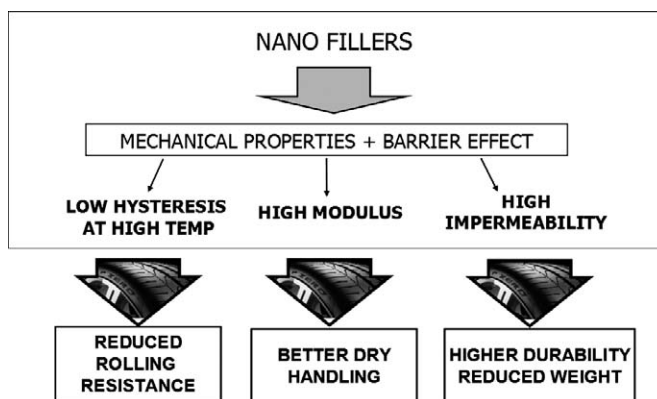 NANO FILLERS
MECHANICAL PROPERTIES + BARRIER EFFECT
LOW HYSTERESIS
AT HIGH TEMP
HIGH MODULUS
HIGH
IMPERMEABILITY
REDUCED
ROLLING
RESISTANCE
BETTER DRY
HANDLING
HIGHER DURABILITY
REDUCED WEIGHT